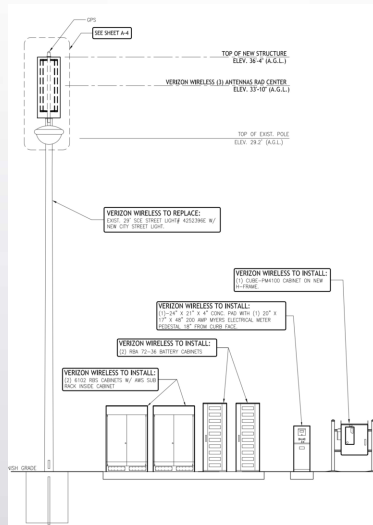 GPS
SEE SHEET A-4
TOP OF NEW STRUCTURE
ELEV. 36'-4" (A.G.L.)
VERIZON WIRELESS (3) ANTENNAS RAD CENTER
ELEV. 33'-10" (A.G.L.)
TOP OF EXIST. POLE
ELEV. 29.2' (A.G.L.)
VERIZON WIRELESS TO REPLACE:
EXIST. 29' SCE STREET LIGHT# 4252396E W/
NEW CITY STREET LIGHT.
VERIZON WIRELESS TO INSTALL:
(1) CUBE-PM4100 CABINET ON NEW
H-FRAME.
VERIZON WIRELESS TO INSTALL:
(1)-24" X 21" X 4" CONC. PAD WITH (1) 20" X
17" X 48" 200 AMP MYERS ELECTRICAL METER
PEDESTAL 18" FROM CURB FACE.
VERIZON WIRELESS TO INSTALL:
(2) RBA 72-36 BATTERY CABINETS
VERIZON WIRELESS TO INSTALL:
(2) 6102 RBS CABINETS W/ AWS SUB
RACK INSIDE CABINET
NISH GRADE